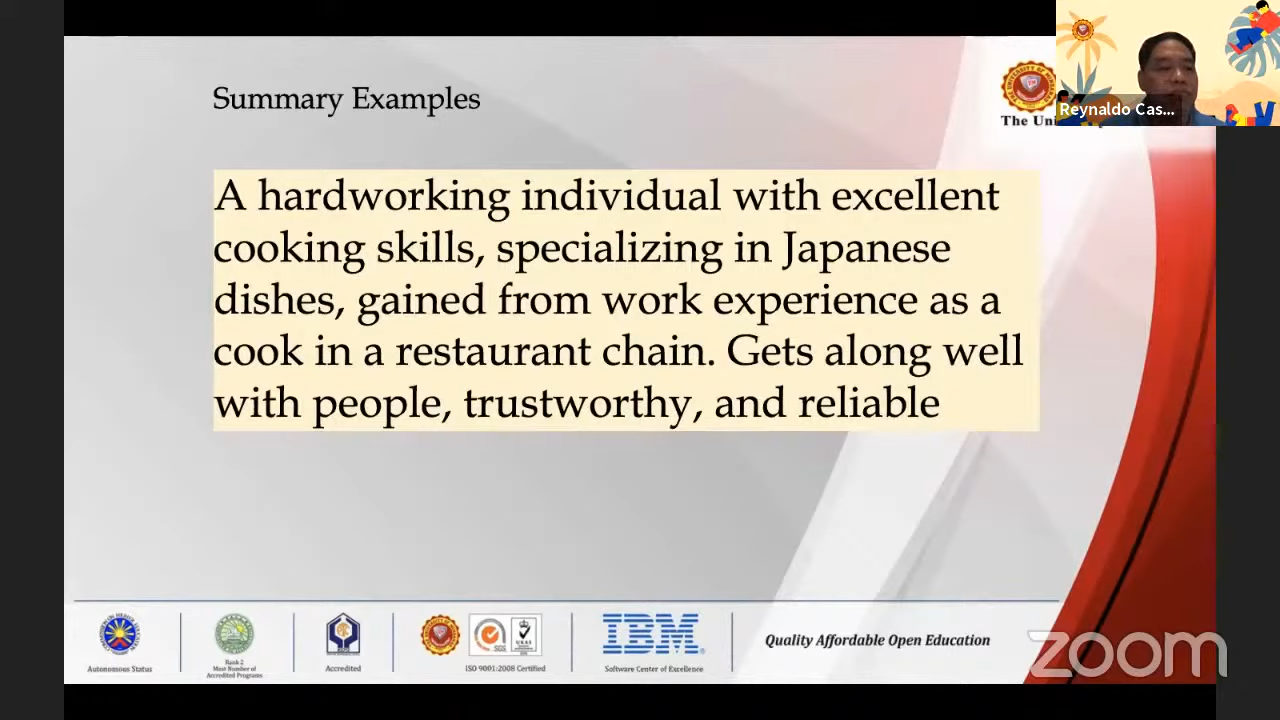 Summary Examples
Reynaldo Cas...
A hardworking individual with excellent
cooking skills, specializing in Japanese
dishes, gained from work experience as a
cook in a restaurant chain. Gets along well
with people, trustworthy, and reliable
Autonomous Status
Rank 2
Most Number of
Accredited Programs
Accredited
SGS
UKAS
ISO 9001:2008 Certified
IBM
Software Center of Excellence
Quality Affordable Open Education
zoom